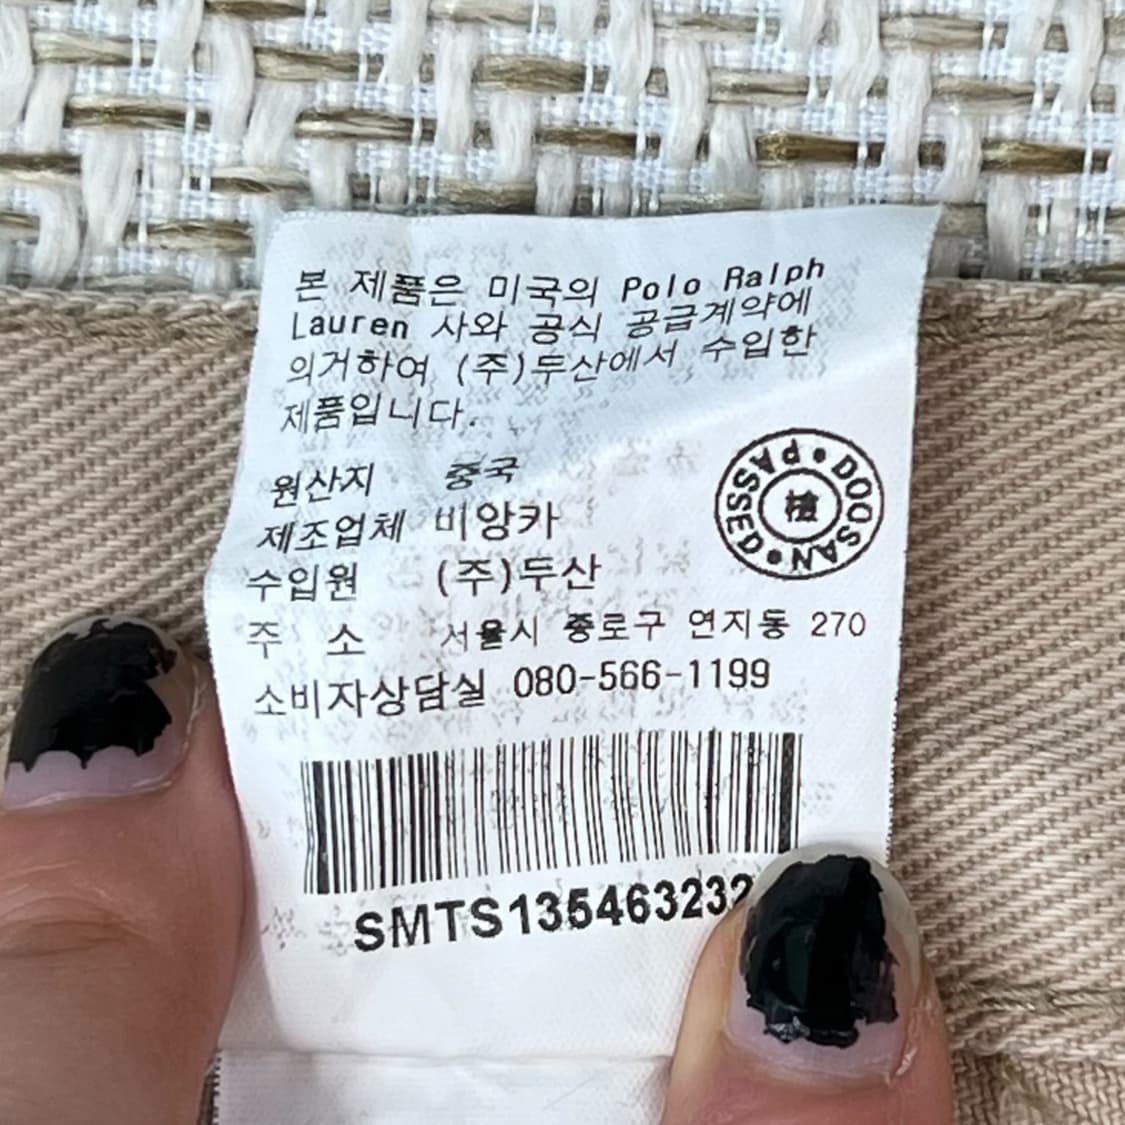 본 제품은 미국의 Polo Ralph
Lauren 사와 공식 공급계약에
의거하여 (주)두산에서 수입한
제품입니다.
원산지 중국
제조업체 비앙카
수입원 (주)두산
주 소 서울시 종로구 연지동 270
소비자상담실 080-566-1199
PASSED • DOOSAN •
檢
SMTS135463232